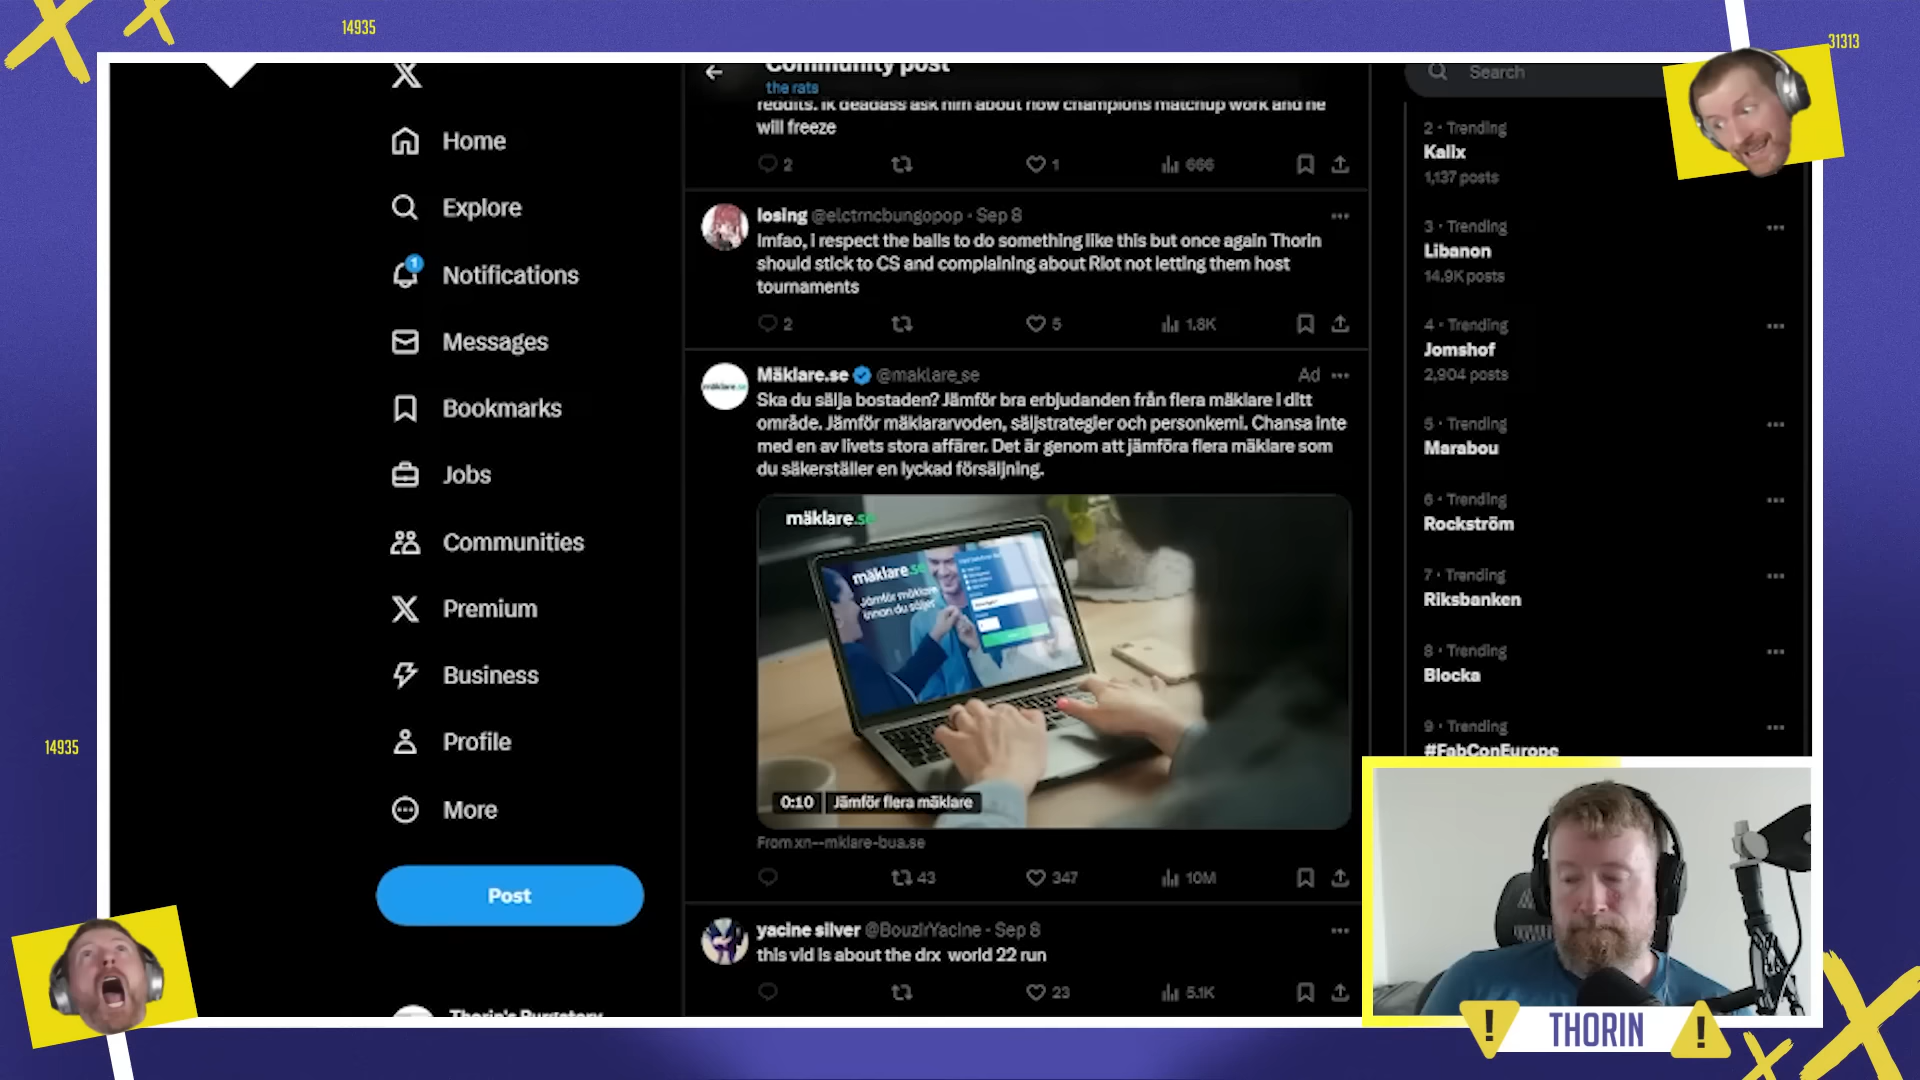 14935
31313
Community post
the rats
Search
reddits. ik deadass ask him about how champions matchup work and he
will freeze
2
1
666
Home
Explore
1
Notifications
Messages
Bookmarks
Jobs
Communities
Premium
Business
Profile
More
Post
Thorin's Purgatory
losing @elctrncbungopop · Sep 8
lmfao, i respect the balls to do something like this but once again Thorin
should stick to CS and complaining about Riot not letting them host
tournaments
2
5
1.8K
Mäklare.se @maklare_se Ad
Ska du sälja bostaden? Jämför bra erbjudanden från flera mäklare i ditt
område. Jämför mäklararvoden, säljstrategier och personkemi. Chansa inte
med en av livets stora affärer. Det är genom att jämföra flera mäklare som
du säkerställer en lyckad försäljning.
mäklare.se
mäklare.se
Jämför mäklare
innan du säljer
0:10
Jämför flera mäklare
From xn--mklare-bua.se
43
347
10M
yacine silver @BouzirYacine · Sep 8
this vid is about the drx world 22 run
23
5.1K
2 · Trending
Kalix
1,137 posts
3 · Trending
Libanon
14.9K posts
4 · Trending
Jomshof
2,904 posts
5 · Trending
Marabou
6 · Trending
Rockström
7 · Trending
Riksbanken
8 · Trending
Blocka
9 · Trending
#FabConEurope
14935
! THORIN !